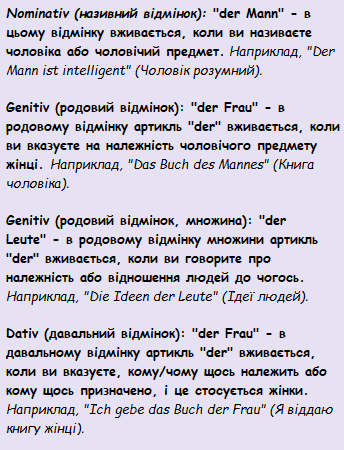 Nominativ (називний відмінок): "der Mann" - в
цьому відмінку вживається, коли ви називаєте
чоловіка або чоловічий предмет. Наприклад, "Der
Mann ist intelligent" (Чоловік розумний).
Genitiv (родовий відмінок): "der Frau" - в
родовому відмінку артикль "der" вживається, коли
ви вказуєте на належність чоловічого предмету
жінці. Наприклад, "Das Buch des Mannes" (Книга
чоловіка).
Genitiv (родовий відмінок, множина): "der
Leute" - в родовому відмінку множини артикль
"der" вживається, коли ви говорите про
належність або відношення людей до чогось.
Наприклад, "Die Ideen der Leute" (Ідеї людей).
Dativ (давальний відмінок): "der Frau" - в
давальному відмінку артикль "der" вживається,
коли ви вказуєте, кому/чому щось належить або
кому щось призначено, і це стосується жінки.
Наприклад, "Ich gebe das Buch der Frau" (Я віддаю
книгу жінці).